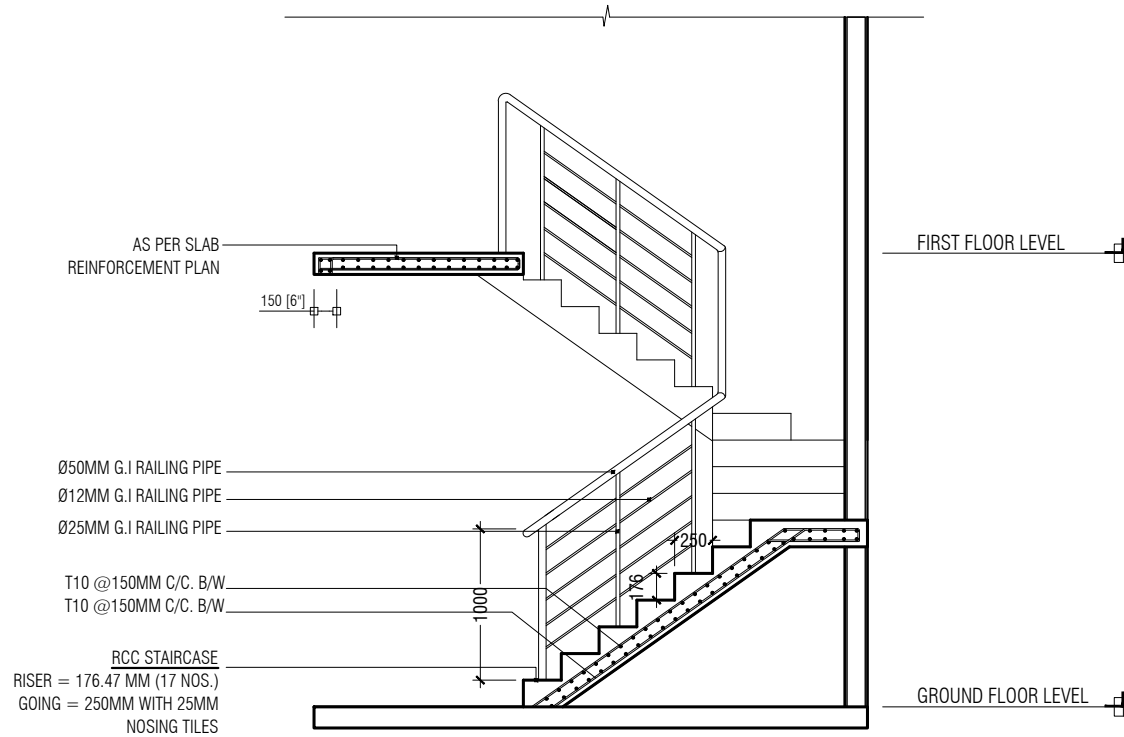 AS PER SLAB
REINFORCEMENT PLAN
FIRST FLOOR LEVEL
150 [6"]
Ø50MM G.I RAILING PIPE
Ø12MM G.I RAILING PIPE
Ø25MM G.I RAILING PIPE
250
176
1000
T10 @150MM C/C. B/W
T10 @150MM C/C. B/W
RCC STAIRCASE
RISER = 176.47 MM (17 NOS.)
GOING = 250MM WITH 25MM
NOSING TILES
GROUND FLOOR LEVEL